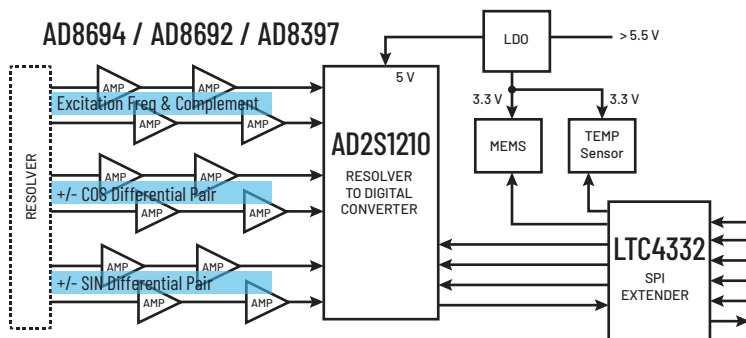 AD8694 / AD8692 / AD8397
LDO
> 5.5 V
5 V
3.3 V
3.3 V
AMP
AMP
Excitation Freq & Complement
AMP
AMP
AD2S1210
RESOLVER
TO DIGITAL
CONVERTER
MEMS
TEMP
Sensor
RESOLVER
AMP
AMP
+/- COS Differential Pair
AMP
AMP
LTC4332
SPI
EXTENDER
AMP
AMP
+/- SIN Differential Pair
AMP
AMP